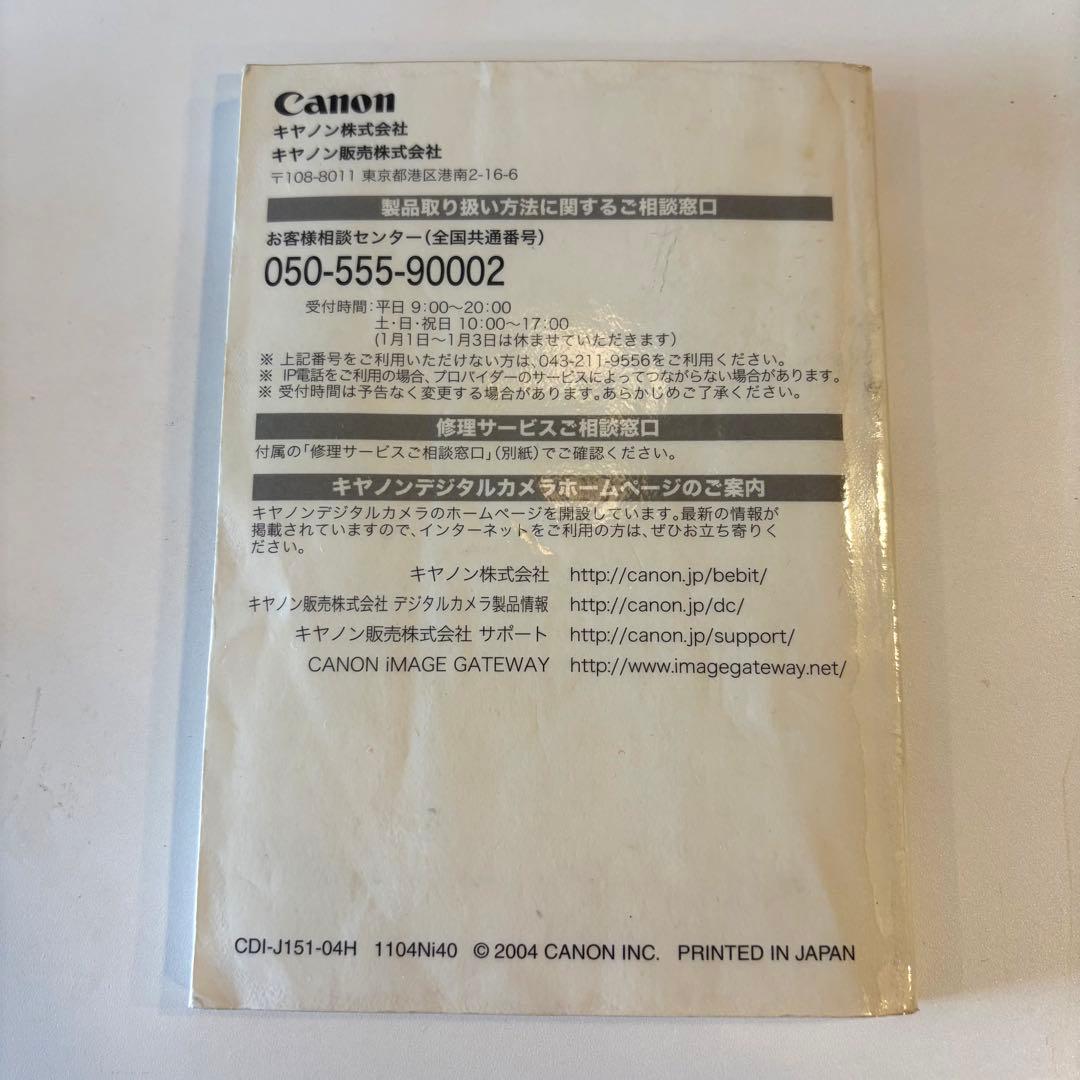 Canon
キヤノン株式会社
キヤノン販売株式会社
〒108-8011 東京都港区港南2-16-6
製品取り扱い方法に関するご相談窓口
お客様相談センター(全国共通番号)
050-555-90002
受付時間:平日 9:00〜20:00
土・日・祝日 10:00〜17:00
(1月1日〜1月3日は休ませていただきます)
※ 上記番号をご利用いただけない方は、043-211-9556をご利用ください。
※ IP電話をご利用の場合、プロバイダーのサービスによってつながらない場合があります。
※ 受付時間は予告なく変更する場合があります。あらかじめご了承ください。
修理サービスご相談窓口
付属の「修理サービスご相談窓口」(別紙)でご確認ください。
キヤノンデジタルカメラホームページのご案内
キヤノンデジタルカメラのホームページを開設しています。最新の情報が
掲載されていますので、インターネットをご利用の方は、ぜひお立ち寄りく
ださい。
キヤノン株式会社 http://canon.jp/bebit/
キヤノン販売株式会社 デジタルカメラ製品情報 http://canon.jp/dc/
キヤノン販売株式会社 サポート http://canon.jp/support/
CANON iMAGE GATEWAY http://www.imagegateway.net/
CDI-J151-04H 1104Ni40 © 2004 CANON INC. PRINTED IN JAPAN